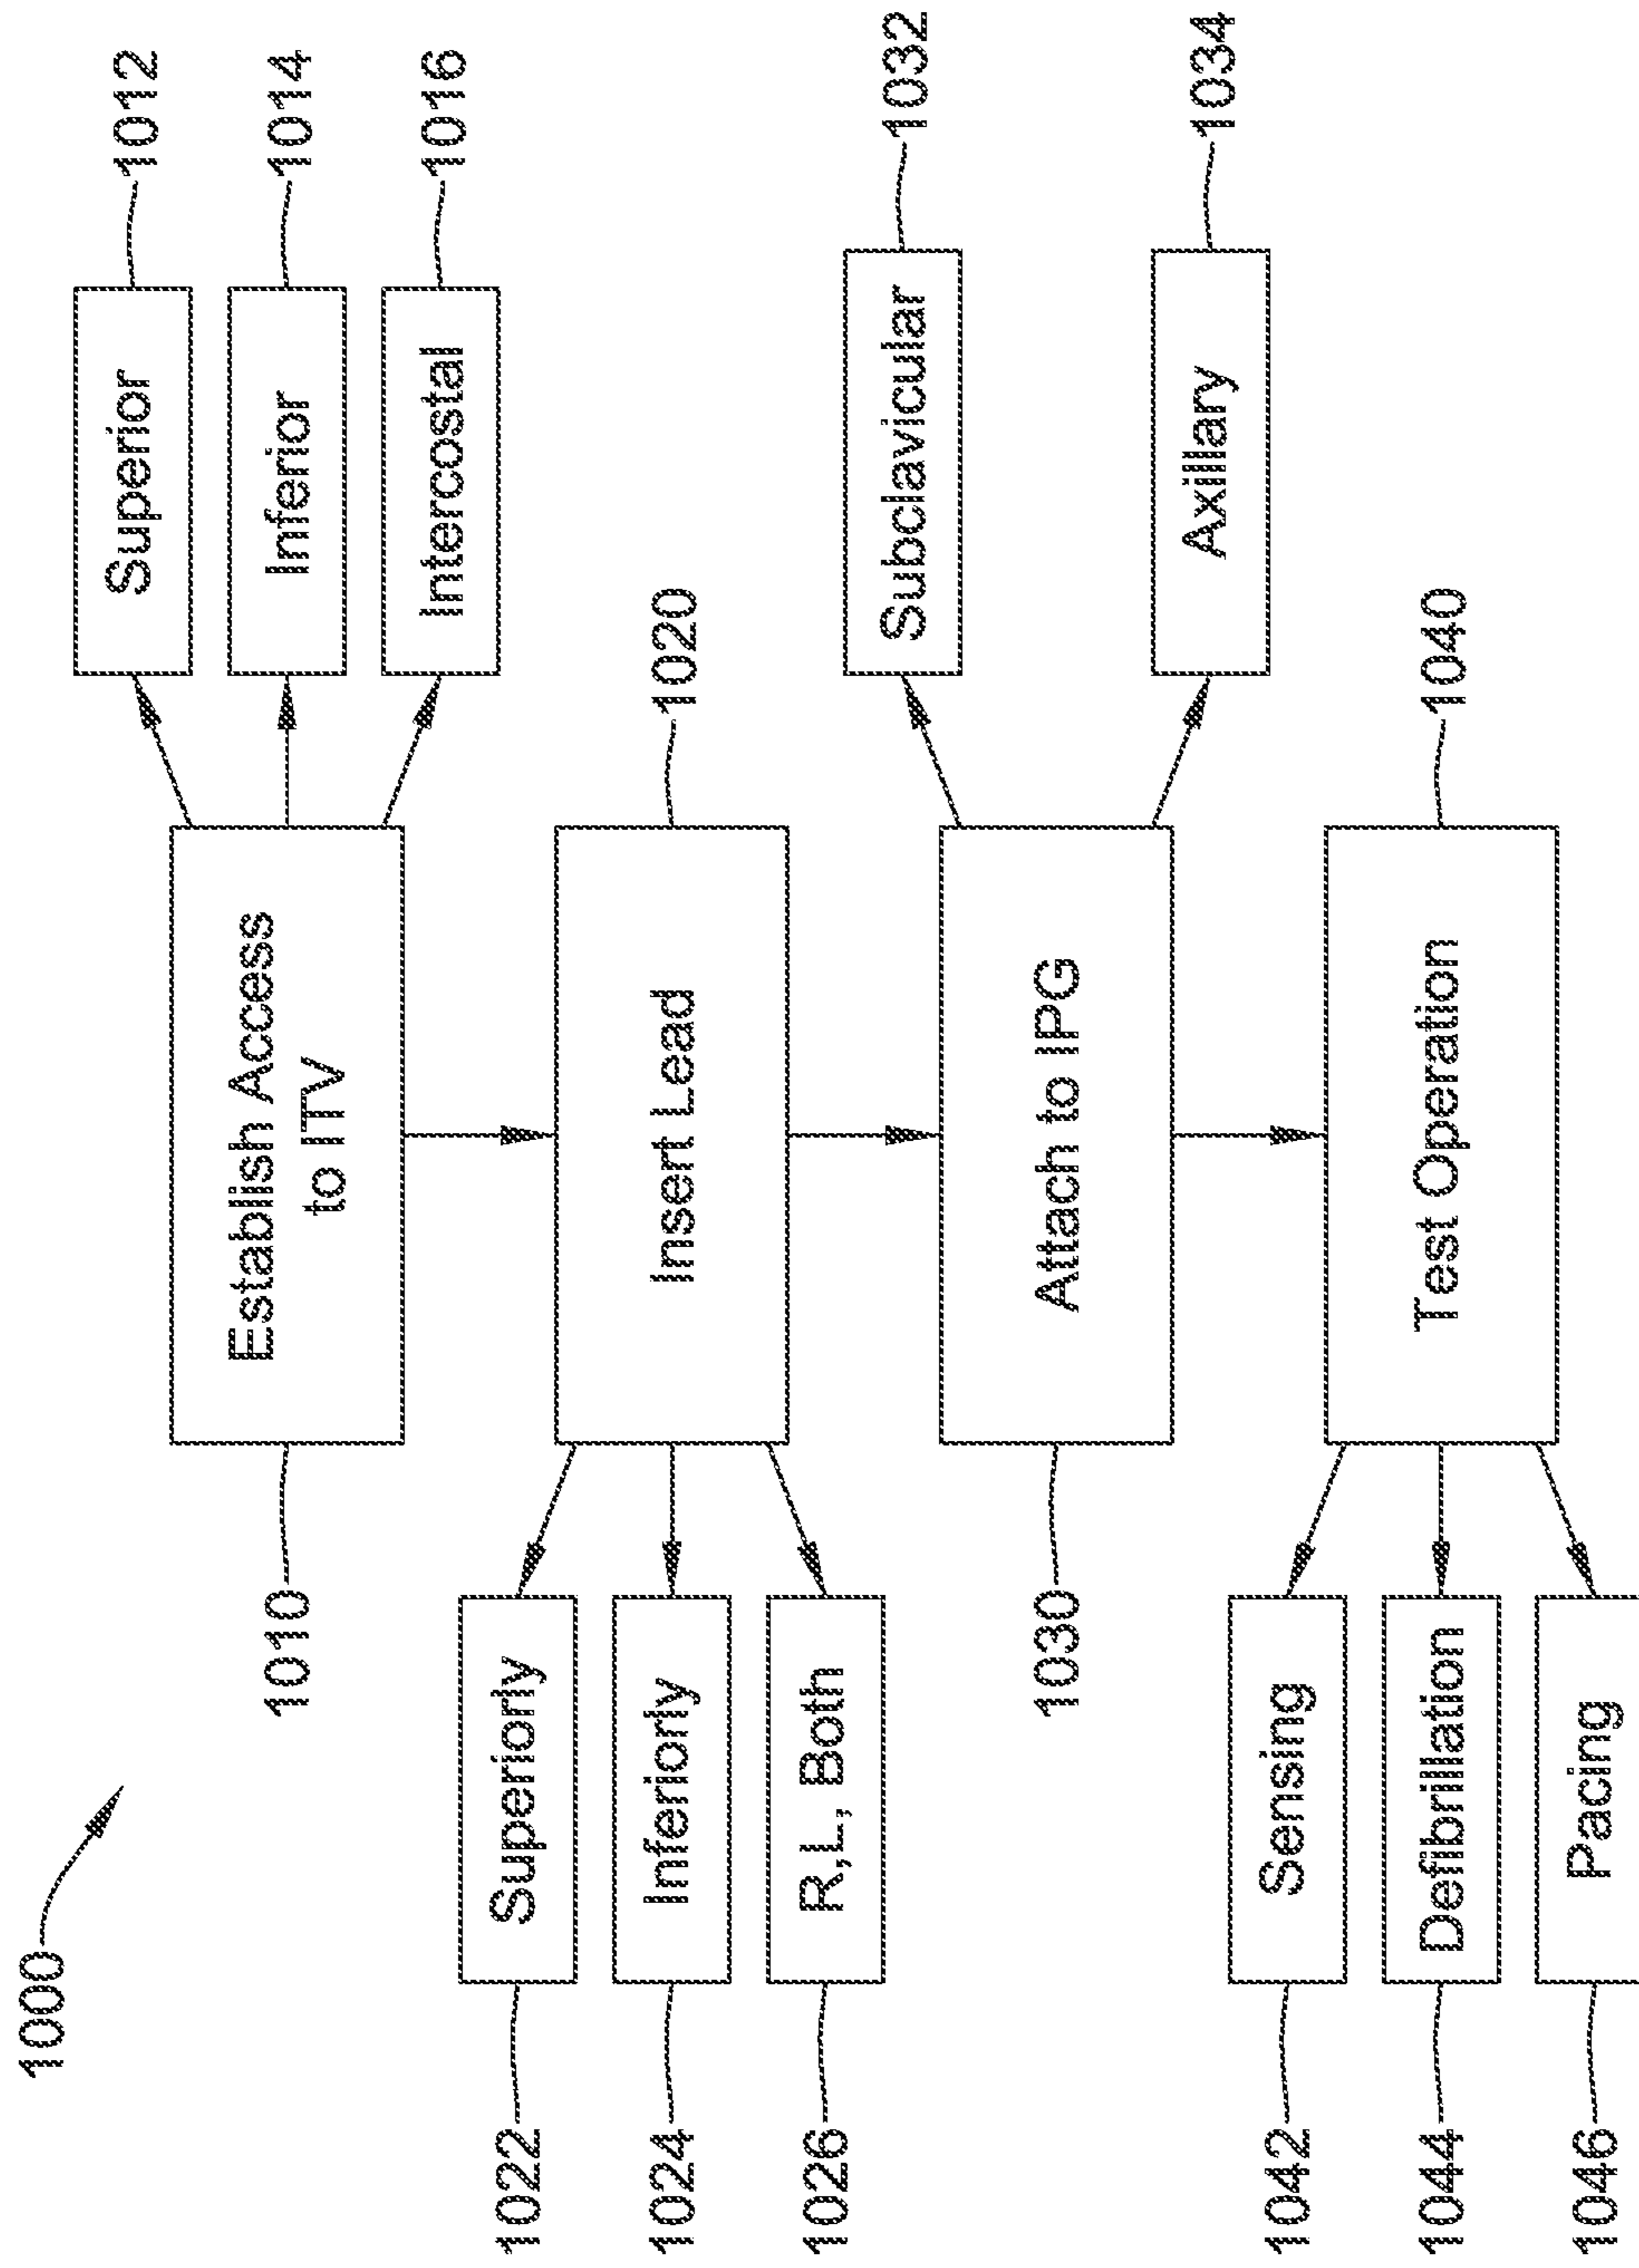 1000
1010
Establish Access
to ITV
Superior
1012
Inferior
1014
Intercostal
1016
1022
Superiorly
1024
Inferiorly
1026
R,L, Both
Insert Lead
1020
1030
Attach to IPG
Subclavicular
1032
Axillary
1034
1042
Sensing
1044
Defibrillation
1046
Pacing
Test Operation
1040